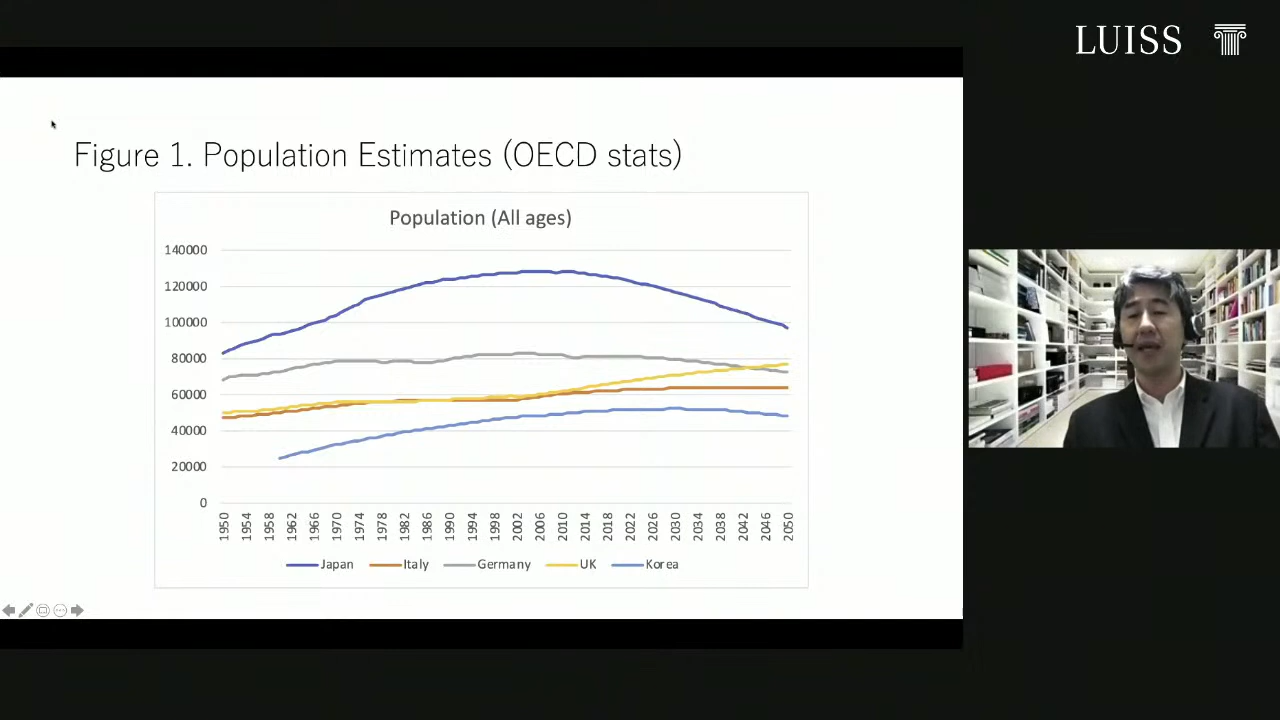 LUISS
Figure 1. Population Estimates (OECD stats)
Population (All ages)
140000
120000
100000
80000
60000
40000
20000
0
1950 1954 1958 1962 1966 1970 1974 1978 1982 1986 1990 1994 1998 2002 2006 2010 2014 2018 2022 2026 2030 2034 2038 2042 2046 2050
Japan Italy Germany UK Korea